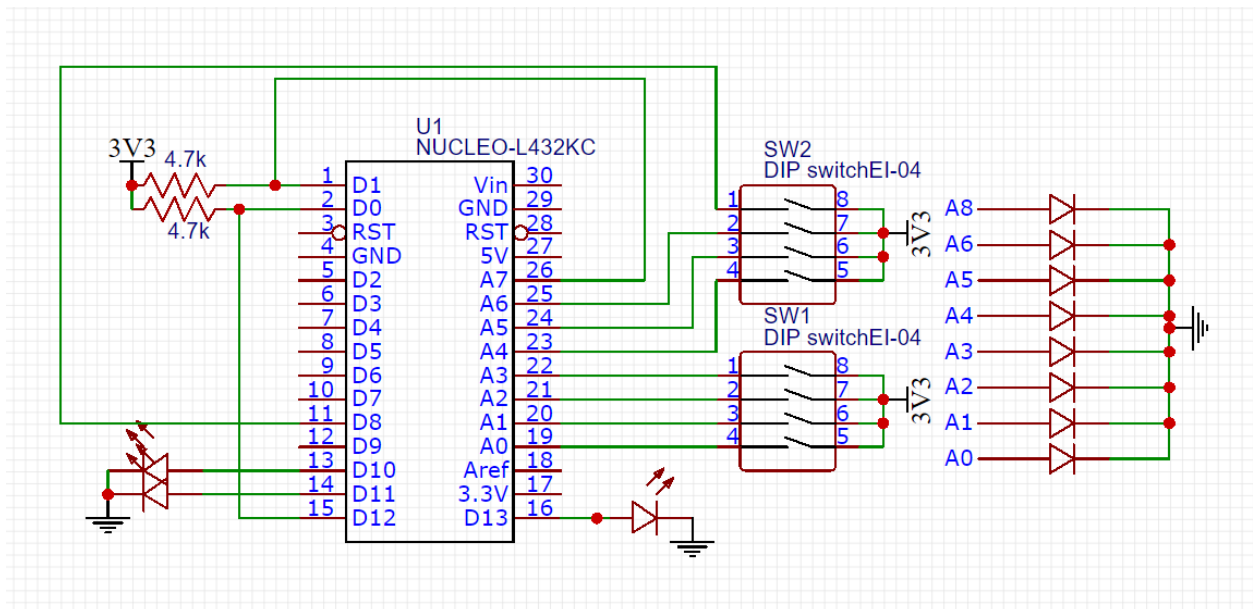 U1
NUCLEO-L432KC
3V3
4.7k
4.7k
1 D1 Vin 30
2 D0 GND 29
3 RST RST 28
4 GND 5V 27
5 D2 A7 26
6 D3 A6 25
7 D4 A5 24
8 D5 A4 23
9 D6 A3 22
10 D7 A2 21
11 D8 A1 20
12 D9 A0 19
13 D10 Aref 18
14 D11 3.3V 17
15 D12 D13 16
SW2
DIP switchEI-04
1 8
2 7
3 6
4 5
3V3
SW1
DIP switchEI-04
1 8
2 7
3 6
4 5
3V3
A8
A6
A5
A4
A3
A2
A1
A0